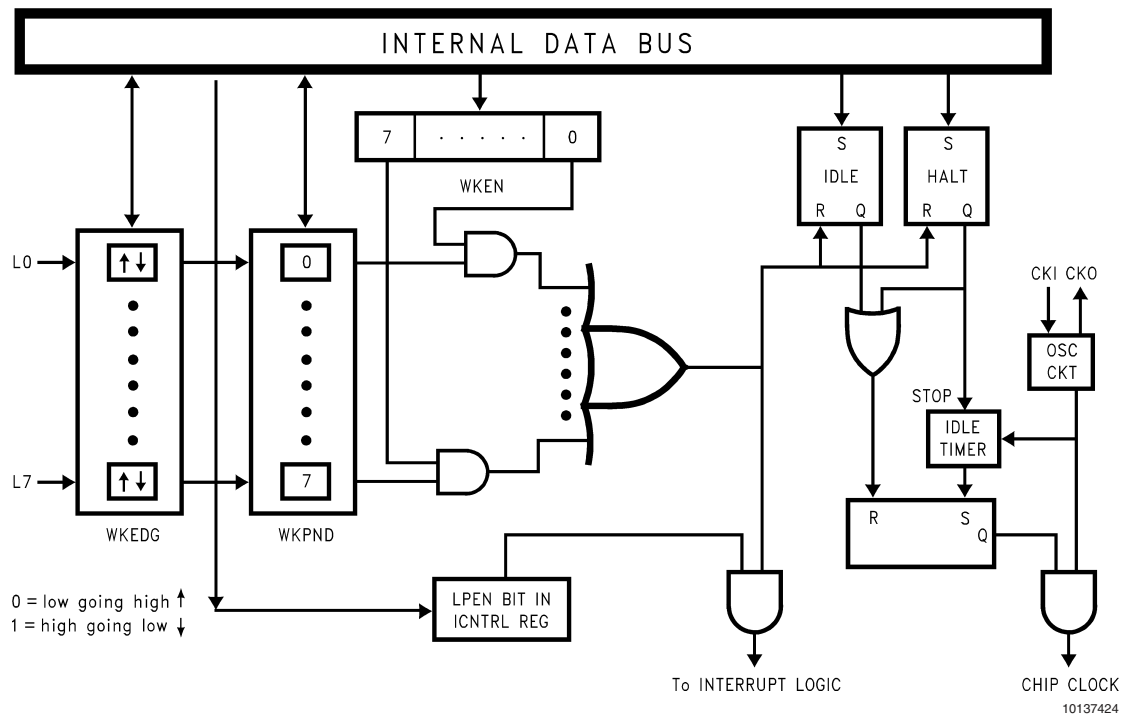 INTERNAL DATA BUS
7 · · · · · 0
WKEN
S
IDLE
R Q
S
HALT
R Q
L0
↑↓
0
CKI CKO
OSC
CKT
STOP
IDLE
TIMER
L7
↑↓
7
WKEDG
WKPND
R S
Q
0 = low going high ↑
1 = high going low ↓
LPEN BIT IN
ICNTRL REG
To INTERRUPT LOGIC
CHIP CLOCK
10137424